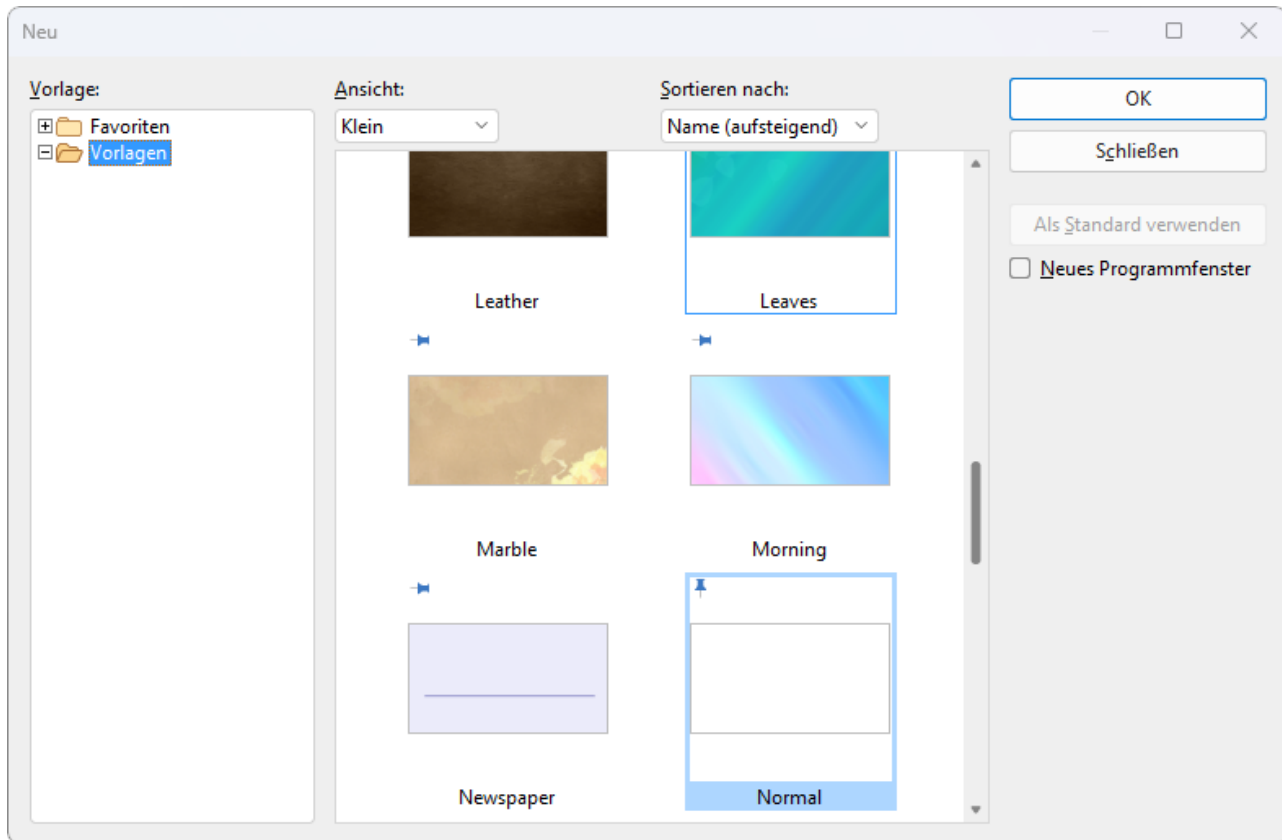 Neu
Vorlage:
Ansicht:
Sortieren nach:
Favoriten
Vorlagen
Klein
Name (aufsteigend)
OK
Schließen
Als Standard verwenden
Neues Programmfenster
Leather
Leaves
Marble
Morning
Newspaper
Normal